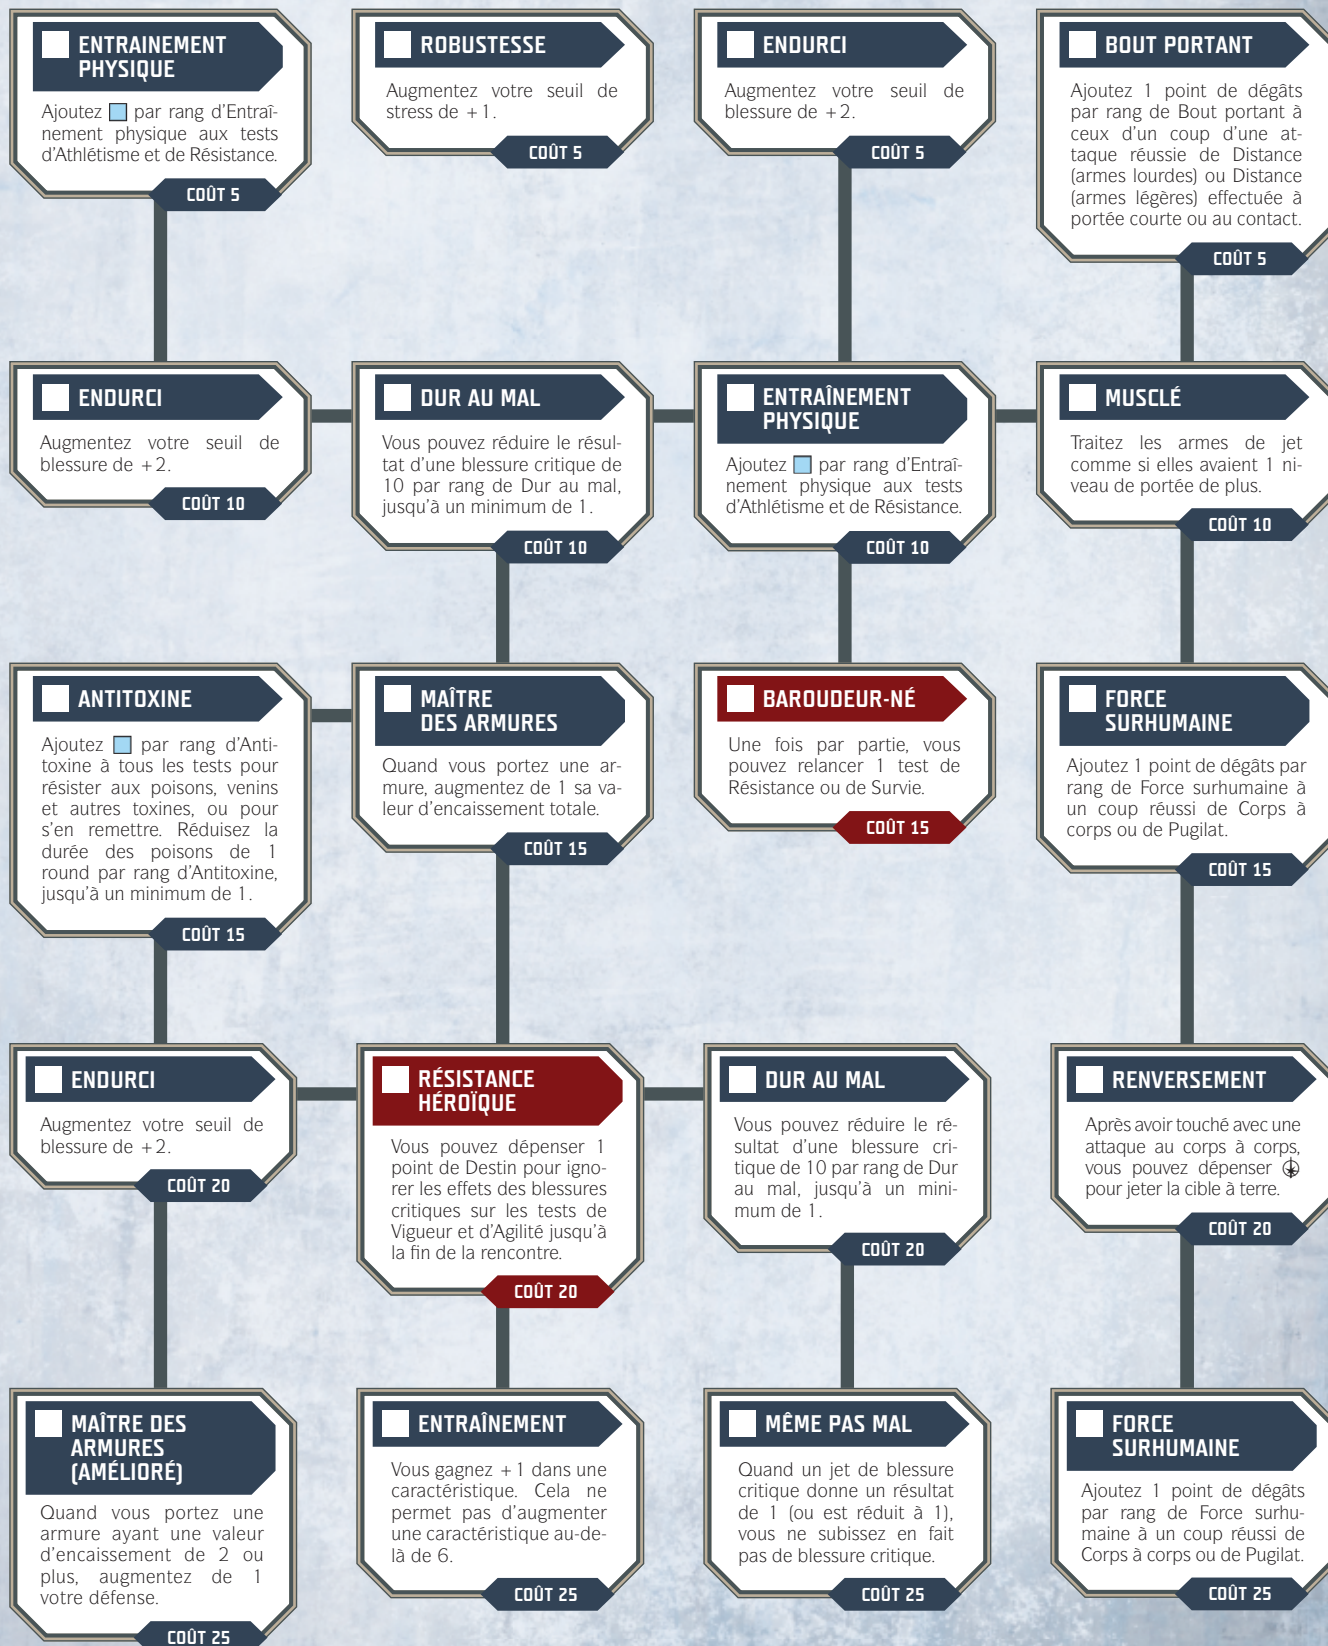 ENTRAINEMENT
PHYSIQUE
Ajoutez par rang d'Entraî-
nement physique aux tests
d'Athlétisme et de Résistance.
COÛT 5
ROBUSTESSE
Augmentez votre seuil de
stress de +1.
COÛT 5
ENDURCI
Augmentez votre seuil de
blessure de +2.
COÛT 5
BOUT PORTANT
Ajoutez 1 point de dégâts
par rang de Bout portant à
ceux d'un coup d'une at-
taque réussie de Distance
(armes lourdes) ou Distance
(armes légères) effectuée à
portée courte ou au contact.
COÛT 5
ENDURCI
Augmentez votre seuil de
blessure de +2.
COÛT 10
DUR AU MAL
Vous pouvez réduire le résul-
tat d'une blessure critique de
10 par rang de Dur au mal,
jusqu'à un minimum de 1.
COÛT 10
ENTRAÎNEMENT
PHYSIQUE
Ajoutez par rang d'Entraî-
nement physique aux tests
d'Athlétisme et de Résistance.
COÛT 10
MUSCLÉ
Traitez les armes de jet
comme si elles avaient 1 ni-
veau de portée de plus.
COÛT 10
ANTITOXINE
Ajoutez par rang d'Anti-
toxine à tous les tests pour
résister aux poisons, venins
et autres toxines, ou pour
s'en remettre. Réduisez la
durée des poisons de 1
round par rang d'Antitoxine,
jusqu'à un minimum de 1.
COÛT 15
MAÎTRE
DES ARMURES
Quand vous portez une ar-
mure, augmentez de 1 sa va-
leur d'encaissement totale.
COÛT 15
BAROUDEUR-NÉ
Une fois par partie, vous
pouvez relancer 1 test de
Résistance ou de Survie.
COÛT 15
FORCE
SURHUMAINE
Ajoutez 1 point de dégâts par
rang de Force surhumaine à
un coup réussi de Corps à
corps ou de Pugilat.
COÛT 15
ENDURCI
Augmentez votre seuil de
blessure de +2.
COÛT 20
RÉSISTANCE
HÉROÏQUE
Vous pouvez dépenser 1
point de Destin pour igno-
rer les effets des blessures
critiques sur les tests de
Vigueur et d'Agilité jusqu'à
la fin de la rencontre.
COÛT 20
DUR AU MAL
Vous pouvez réduire le ré-
sultat d'une blessure cri-
tique de 10 par rang de Dur
au mal, jusqu'à un mini-
mum de 1.
COÛT 20
RENVERSEMENT
Après avoir touché avec une
attaque au corps à corps,
vous pouvez dépenser
pour jeter la cible à terre.
COÛT 20
MAÎTRE DES
ARMURES
(AMÉLIORÉ)
Quand vous portez une
armure ayant une valeur
d'encaissement de 2 ou
plus, augmentez de 1
votre défense.
COÛT 25
ENTRAÎNEMENT
Vous gagnez +1 dans une
caractéristique. Cela ne
permet pas d'augmenter
une caractéristique au-de-
là de 6.
COÛT 25
MÊME PAS MAL
Quand un jet de blessure
critique donne un résultat
de 1 (ou est réduit à 1),
vous ne subissez en fait
pas de blessure critique.
COÛT 25
FORCE
SURHUMAINE
Ajoutez 1 point de dégâts
par rang de Force surhu-
maine à un coup réussi de
Corps à corps ou de Pugilat.
COÛT 25